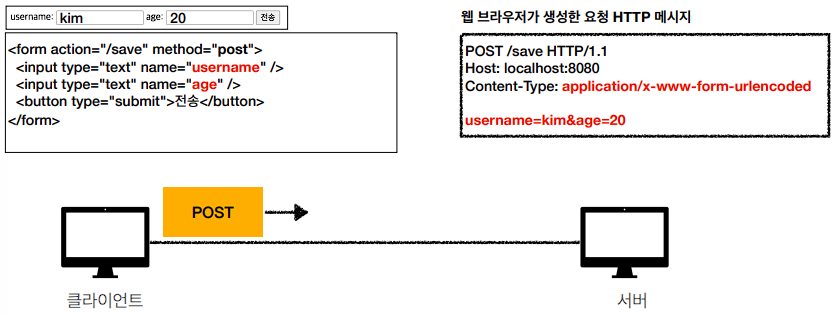 username: kim age: 20 전송
<form action="/save" method="post">
<input type="text" name="username" />
<input type="text" name="age" />
<button type="submit">전송</button>
</form>
웹 브라우저가 생성한 요청 HTTP 메시지
POST /save HTTP/1.1
Host: localhost:8080
Content-Type: application/x-www-form-urlencoded
username=kim&age=20
POST
클라이언트
서버